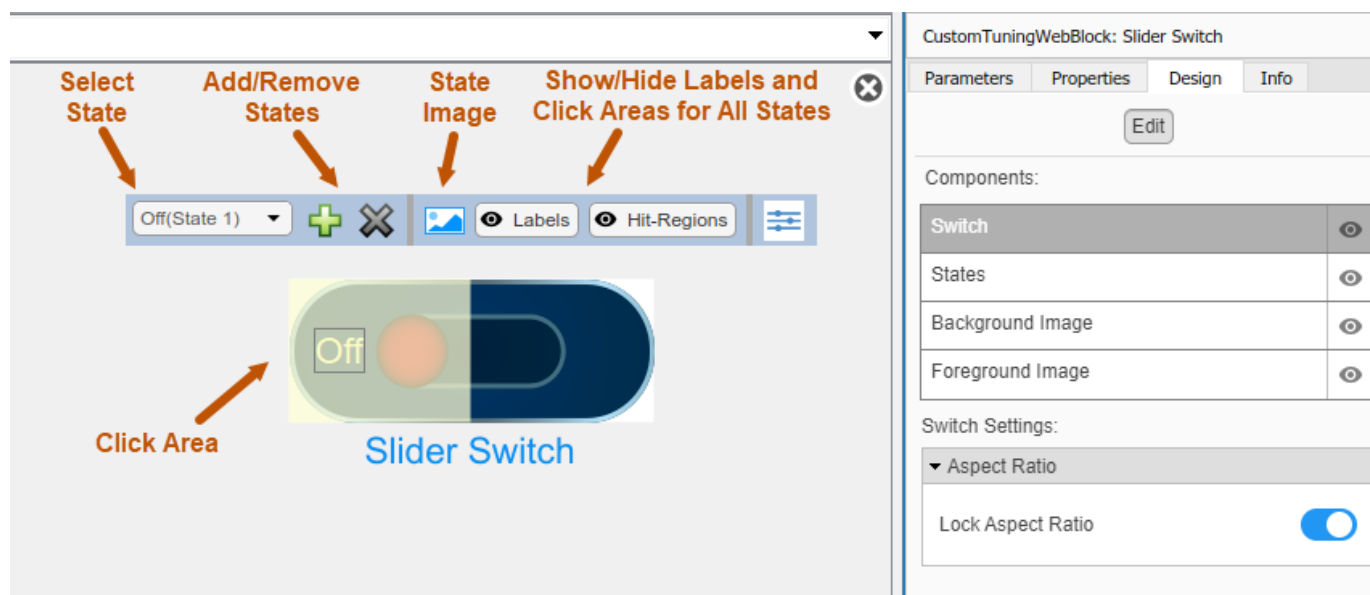 CustomTuningWebBlock: Slider Switch
Select
State
Add/Remove
States
State
Image
Show/Hide Labels and
Click Areas for All States
Parameters Properties Design Info
Edit
Off(State 1) Labels Hit-Regions
Components:
Switch
States
Background Image
Foreground Image
Off
Click Area
Slider Switch
Switch Settings:
Aspect Ratio
Lock Aspect Ratio